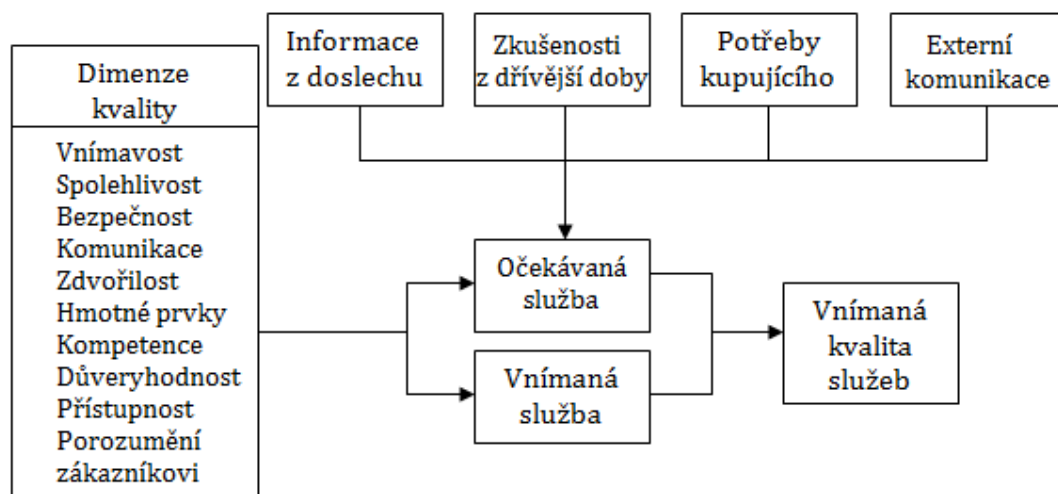 Dimenze
kvality
Vnímavost
Spolehlivost
Bezpečnost
Komunikace
Zdvořilost
Hmotné prvky
Kompetence
Důveryhodnost
Přístupnost
Porozumění
zákazníkovi
Informace
z doslechu
Zkušenosti
z dřívější doby
Potřeby
kupujícího
Externí
komunikace
Očekávaná
služba
Vnímaná
služba
Vnímaná
kvalita
služeb